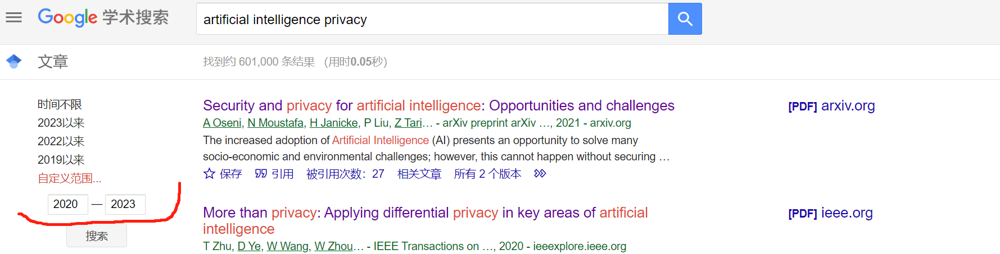 Google 学术搜索
artificial intelligence privacy
文章
找到约 601,000 条结果 (用时0.05秒)
时间不限
2023以来
2022以来
2019以来
自定义范围...
2020 — 2023
搜索
Security and privacy for artificial intelligence: Opportunities and challenges
A Oseni, N Moustafa, H Janicke, P Liu, Z Tari… - arXiv preprint arXiv …, 2021 - arxiv.org
The increased adoption of Artificial Intelligence (AI) presents an opportunity to solve many
socio-economic and environmental challenges; however, this cannot happen without securing …
保存 引用 被引用次数：27 相关文章 所有 2 个版本
[PDF] arxiv.org
More than privacy: Applying differential privacy in key areas of artificial
intelligence
T Zhu, D Ye, W Wang, W Zhou… - IEEE Transactions on …, 2020 - ieeexplore.ieee.org
[PDF] ieee.org